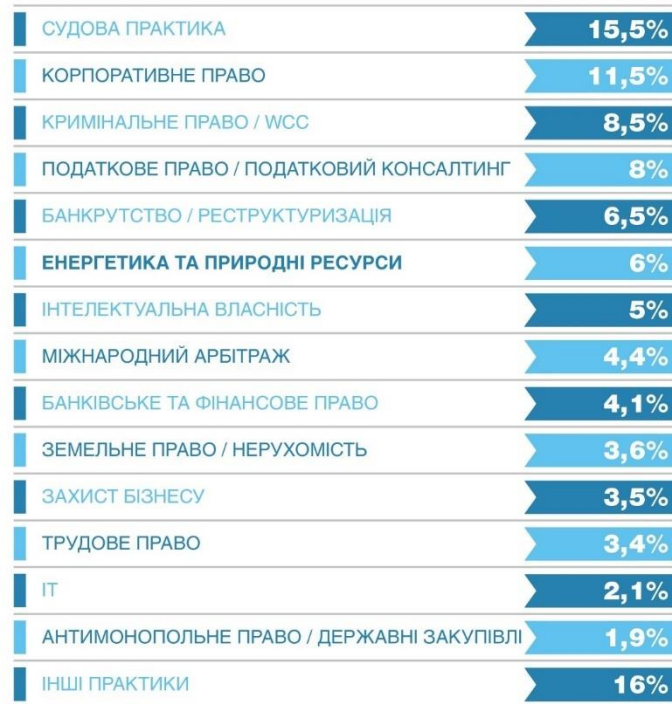 СУДОВА ПРАКТИКА 15,5%
КОРПОРАТИВНЕ ПРАВО 11,5%
КРИМІНАЛЬНЕ ПРАВО / WCC 8,5%
ПОДАТКОВЕ ПРАВО / ПОДАТКОВИЙ КОНСАЛТИНГ 8%
БАНКРУТСТВО / РЕСТРУКТУРИЗАЦІЯ 6,5%
ЕНЕРГЕТИКА ТА ПРИРОДНІ РЕСУРСИ 6%
ІНТЕЛЕКТУАЛЬНА ВЛАСНІСТЬ 5%
МІЖНАРОДНИЙ АРБІТРАЖ 4,4%
БАНКІВСЬКЕ ТА ФІНАНСОВЕ ПРАВО 4,1%
ЗЕМЕЛЬНЕ ПРАВО / НЕРУХОМІСТЬ 3,6%
ЗАХИСТ БІЗНЕСУ 3,5%
ТРУДОВЕ ПРАВО 3,4%
IT 2,1%
АНТИМОНОПОЛЬНЕ ПРАВО / ДЕРЖАВНІ ЗАКУПІВЛІ 1,9%
ІНШІ ПРАКТИКИ 16%